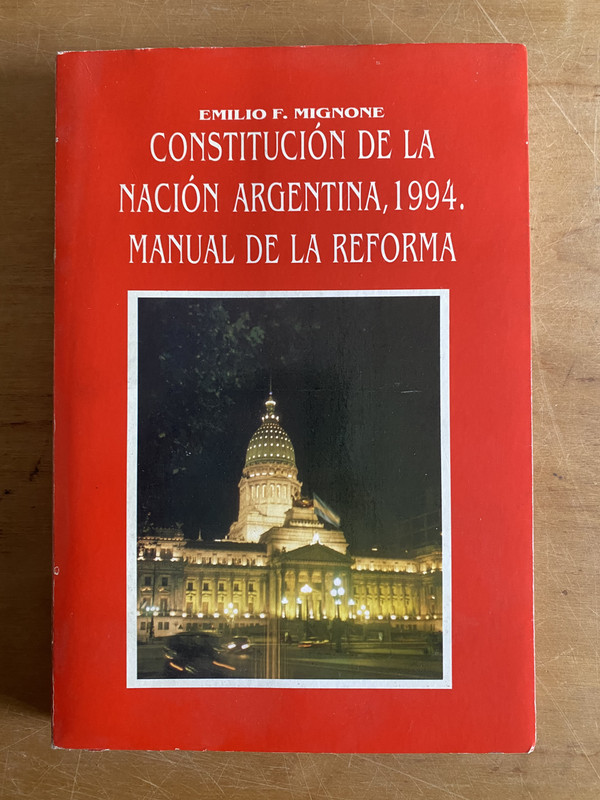 EMILIO F. MIGNONE
CONSTITUCIÓN DE LA
NACIÓN ARGENTINA, 1994.
MANUAL DE LA REFORMA